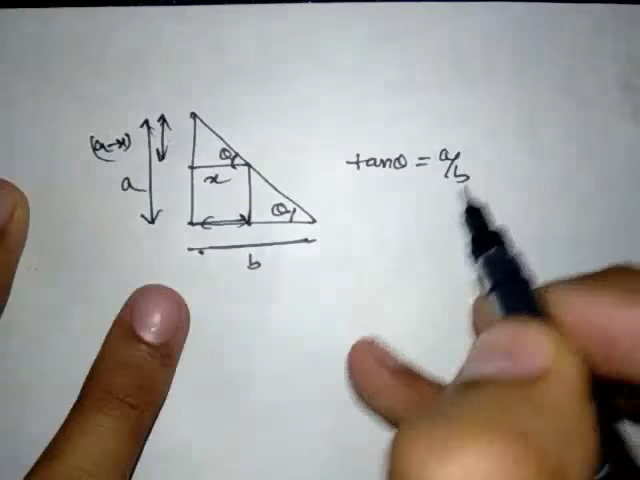 (a-x)
θ
x
a
θ
b
tanθ = a/b